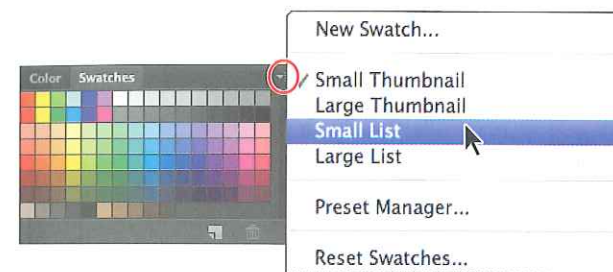 Color Swatches
New Swatch...
Small Thumbnail
Large Thumbnail
Small List
Large List
Preset Manager...
Reset Swatches...